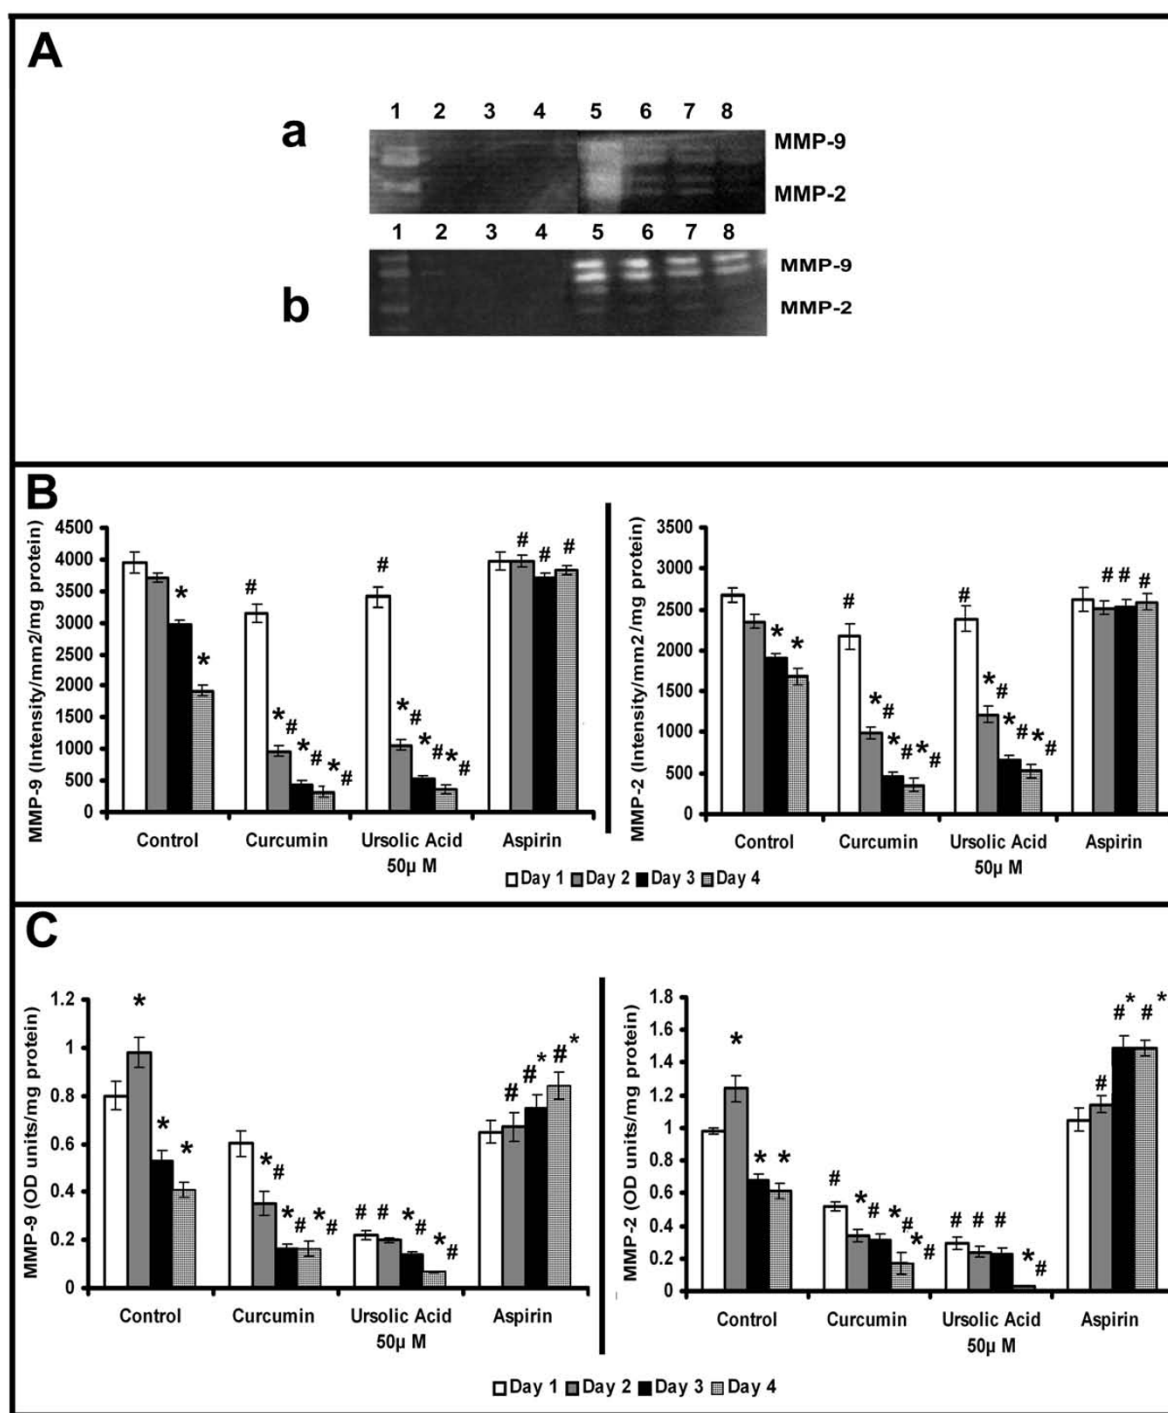 A
1 2 3 4 5 6 7 8
a
MMP-9
MMP-2
1 2 3 4 5 6 7 8
b
MMP-9
MMP-2
B
MMP-9 (Intensity/mm2/mg protein)
4500
4000
3500
3000
2500
2000
1500
1000
500
0
* *
# * # * # * #
# * # * # * #
# # #
Control Curcumin Ursolic Acid Aspirin
50µ M
MMP-2 (Intensity/mm2/mg protein)
3500
3000
2500
2000
1500
1000
500
0
* *
# * # * # * #
# * # * # * #
# # #
Control Curcumin Ursolic Acid Aspirin
50µ M
Day 1 Day 2 Day 3 Day 4
C
MMP-9 (OD units/mg protein)
1.2
1
0.8
0.6
0.4
0.2
0
* * *
* # * # * #
# # * # * #
# # * # *
Control Curcumin Ursolic Acid Aspirin
50µ M
MMP-2 (OD units/mg protein)
1.8
1.6
1.4
1.2
1
0.8
0.6
0.4
0.2
0
* * *
# * # * # * #
# # # * #
# # * # *
Control Curcumin Ursolic Acid Aspirin
50µ M
Day 1 Day 2 Day 3 Day 4